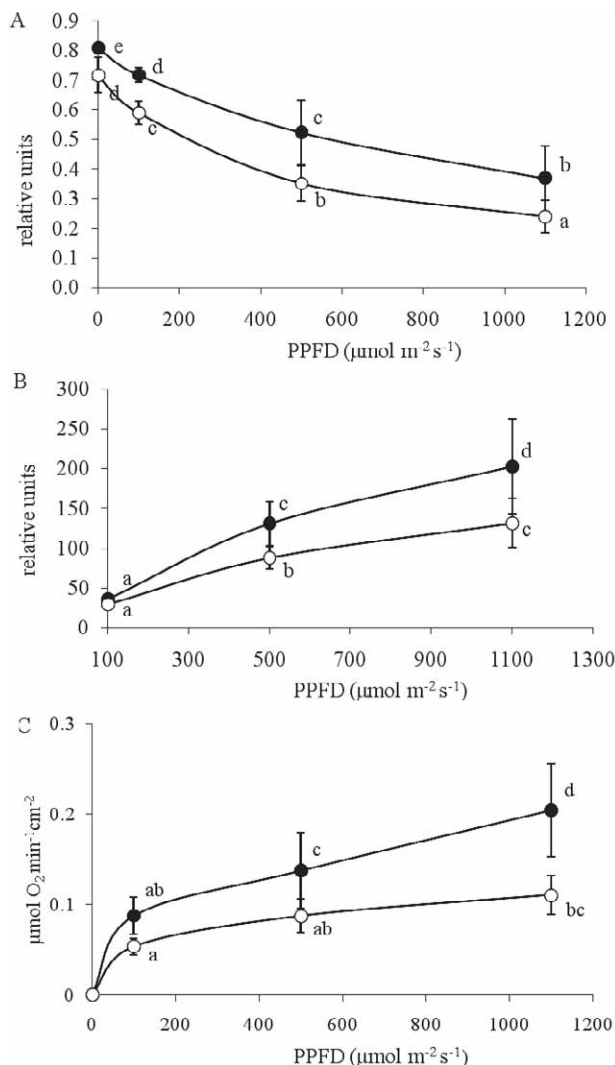 A
0.9
0.8
0.7
0.6
0.5
0.4
0.3
0.2
0.1
0.0
relative units
e
d
c
b
d
c
b
a
0 200 400 600 800 1000 1200
PPFD (µmol m⁻² s⁻¹)
B
300
250
200
150
100
50
0
relative units
a
c
d
a
b
c
100 300 500 700 900 1100 1300
PPFD (µmol m⁻² s⁻¹)
C
0.3
0.2
0.1
0
µmol O₂ min⁻¹cm⁻²
ab
c
d
a
ab
bc
0 200 400 600 800 1000 1200
PPFD (µmol m⁻² s⁻¹)